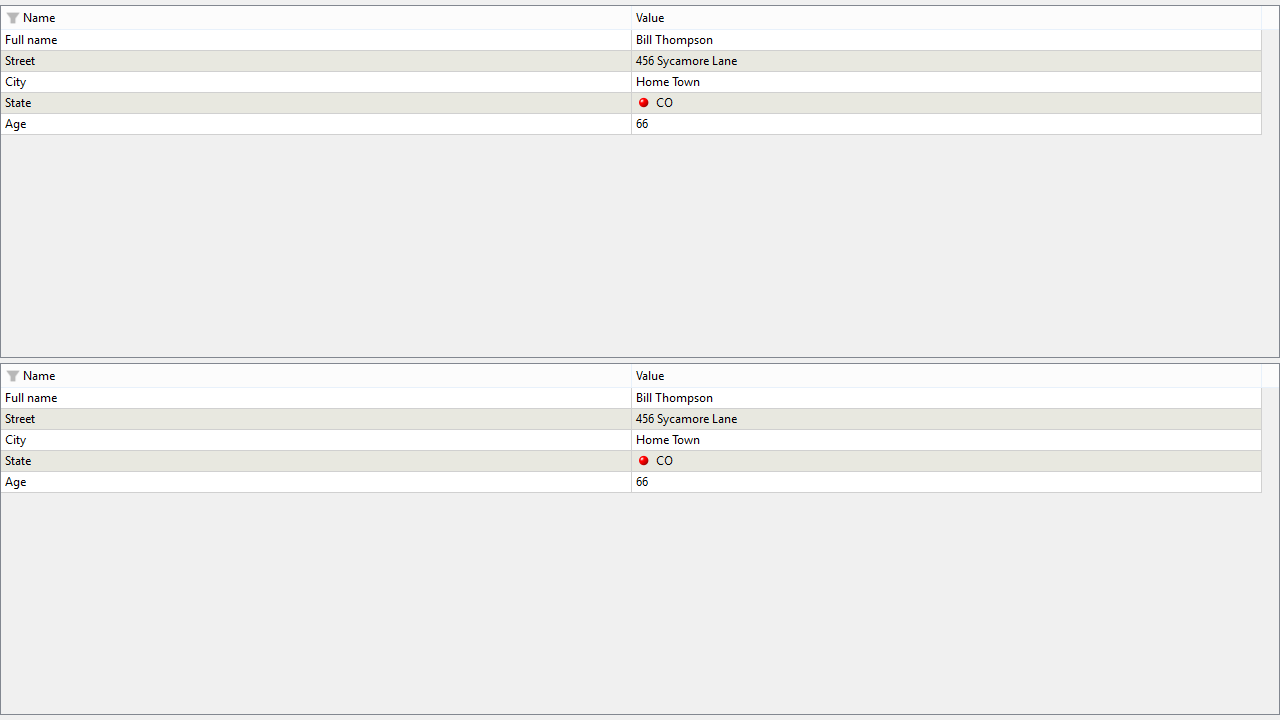 Name Value
Full name Bill Thompson
Street 456 Sycamore Lane
City Home Town
State CO
Age 66
Name Value
Full name Bill Thompson
Street 456 Sycamore Lane
City Home Town
State CO
Age 66